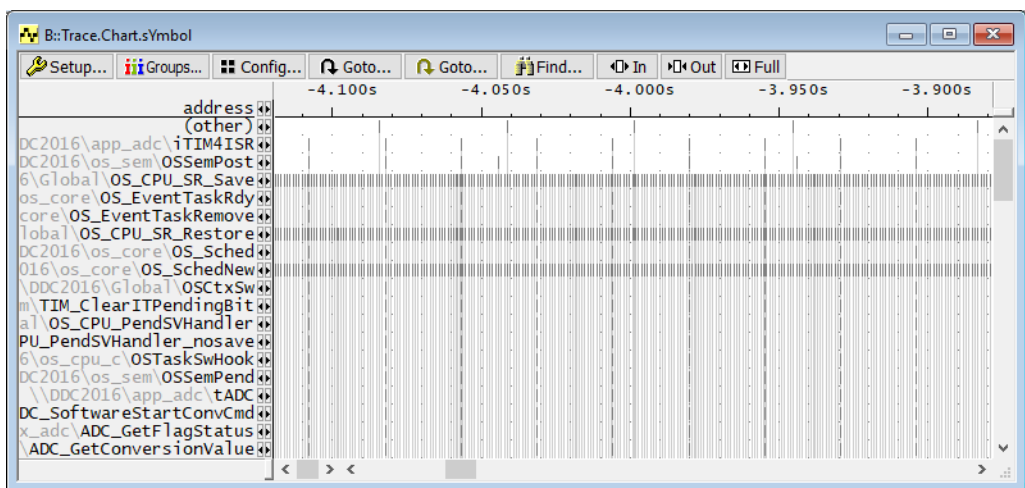 B::Trace.Chart.sYmbol
Setup... Groups... Config... Goto... Goto... Find... In Out Full
-4.100s -4.050s -4.000s -3.950s -3.900s
address
(other)
DC2016\app_adc\iTIM4ISR
DC2016\os_sem\OSSemPost
6\Global\OS_CPU_SR_Save
os_core\OS_EventTaskRdy
core\OS_EventTaskRemove
lobal\OS_CPU_SR_Restore
DC2016\os_core\OS_Sched
016\os_core\OS_SchedNew
\DDC2016\Global\OSCtxSw
m\TIM_ClearITPendingBit
al\OS_CPU_PendSVHandler
PU_PendSVHandler_nosave
6\os_cpu_c\OSTaskSwHook
DC2016\os_sem\OSSemPend
\\DDC2016\app_adc\tADC
DC_SoftwareStartConvCmd
x_adc\ADC_GetFlagStatus
\ADC_GetConversionValue